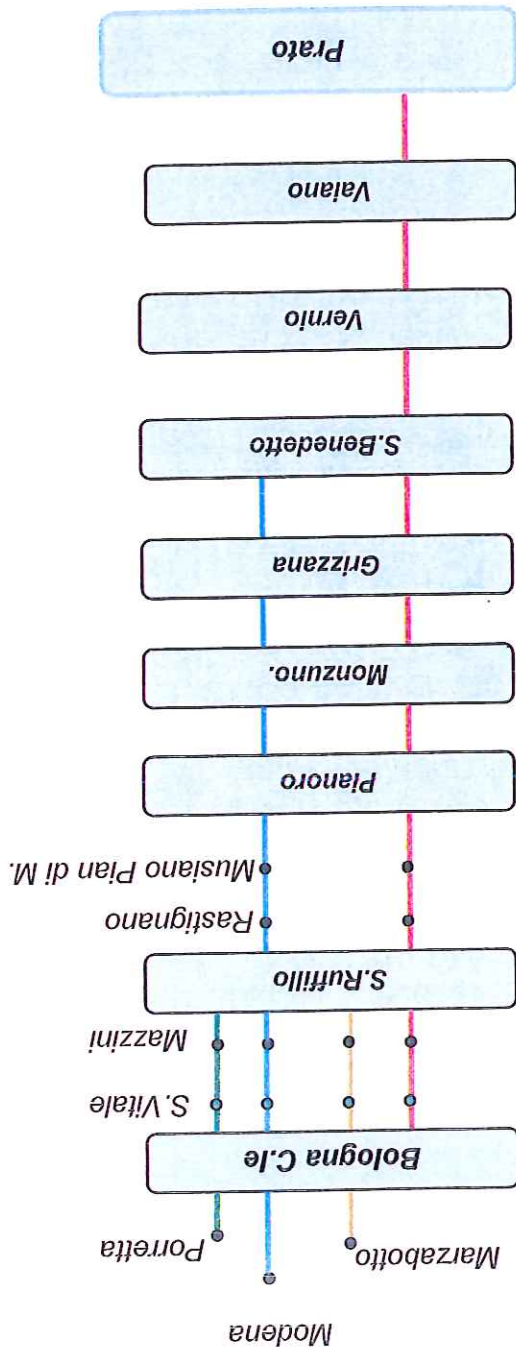 Modena
Marzabotto
Porretta
Bologna C.le
S.Vitale
Mazzini
S.Ruffillo
Rastignano
Musiano Pian di M.
Pianoro
Monzuno.
Grizzana
S.Benedetto
Vernio
Vaiano
Prato